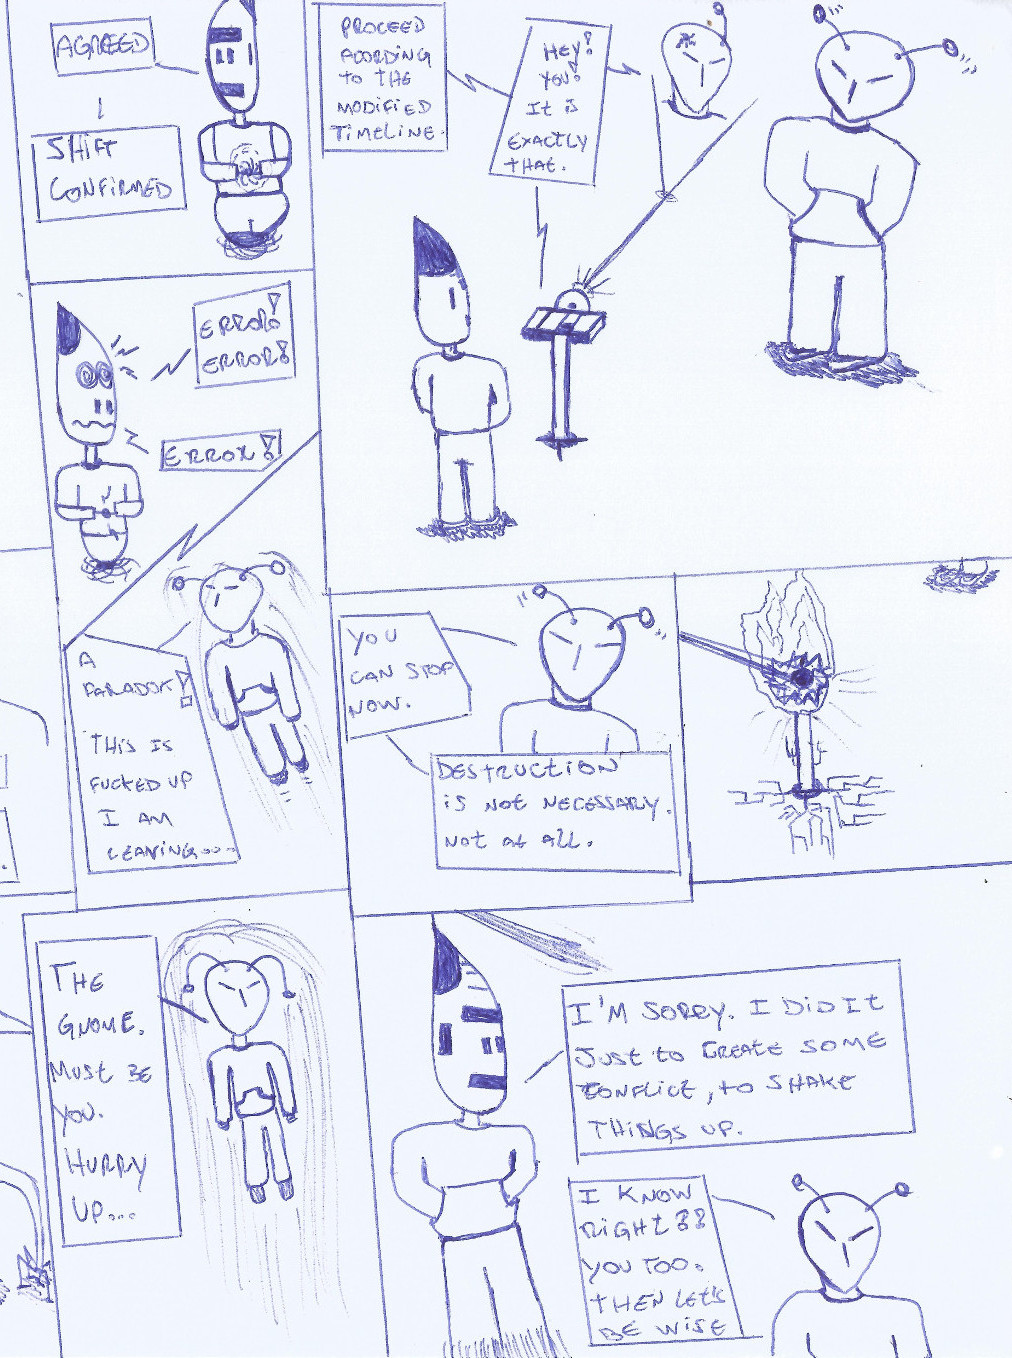 AGREED
SHIFT
CONFIRMED
PROCEED
ACORDING
TO THE
MODIFIED
TIMELINE.
HEY!
YOU!
IT IS
EXACTLY
THAT.
ERROR!
ERROR!
ERROR!
A
PARADOX!
THIS IS
FUCKED UP
I AM
LEAVING...
YOU
CAN STOP
NOW.
DESTRUCTION
IS NOT NECESSARY.
NOT AT ALL.
THE
GNOME.
MUST BE
YOU.
HURRY
UP...
I'M SORRY. I DID IT
JUST TO CREATE SOME
CONFLICT, TO SHAKE
THINGS UP.
I KNOW
RIGHT??
YOU TOO.
THEN LET'S
BE WISE